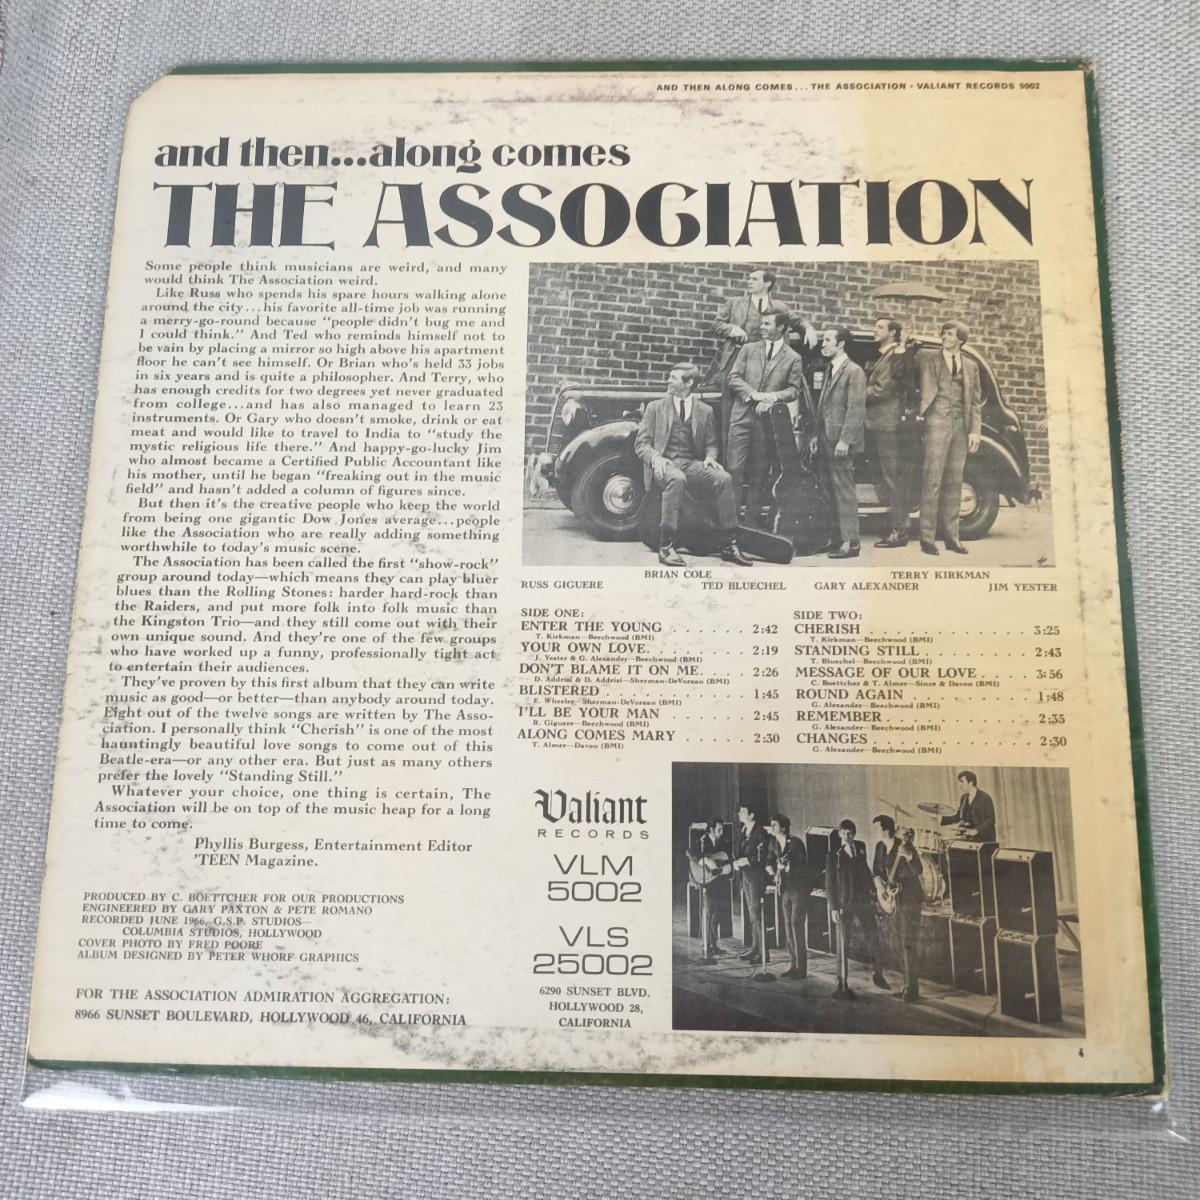 AND THEN ALONG COMES...THE ASSOCIATION • VALIANT RECORDS 5002
and then...along comes
THE ASSOCIATION
Some people think musicians are weird, and many
would think The Association weird.
Like Russ who spends his spare hours walking alone
around the city...his favorite all-time job was running
a merry-go-round because “people didn’t bug me and
I could think.” And Ted who reminds himself not to
be vain by placing a mirror so high above his apartment
floor he can’t see himself. Or Brian who’s held 33 jobs
in six years and is quite a philosopher. And Terry, who
has enough credits for two degrees yet never graduated
from college...and has also managed to learn 23
instruments. Or Gary who doesn’t smoke, drink or eat
meat and would like to travel to India to “study the
mystic religious life there.” And happy-go-lucky Jim
who almost became a Certified Public Accountant like
his mother, until he began “freaking out in the music
field” and hasn’t added a column of figures since.
But then it’s the creative people who keep the world
from being one gigantic Dow Jones average...people
like the Association who are really adding something
worthwhile to today’s music scene.
The Association has been called the first “show-rock”
group around today—which means they can play bluer
blues than the Rolling Stones: harder hard-rock than
the Raiders, and put more folk into folk music than
the Kingston Trio—and they still come out with their
own unique sound. And they’re one of the few groups
who have worked up a funny, professionally tight act
to entertain their audiences.
They’ve proven by this first album that they can write
music as good—or better—than anybody around today.
Eight out of the twelve songs are written by The Asso-
ciation. I personally think “Cherish” is one of the most
hauntingly beautiful love songs to come out of this
Beatle-era—or any other era. But just as many others
prefer the lovely “Standing Still.”
Whatever your choice, one thing is certain, The
Association will be on top of the music heap for a long
time to come.
Phyllis Burgess, Entertainment Editor
’TEEN Magazine.
PRODUCED BY C. BOETTCHER FOR OUR PRODUCTIONS
ENGINEERED BY GARY PAXTON & PETE ROMANO
RECORDED JUNE 1966, G.S.P. STUDIOS—
COLUMBIA STUDIOS, HOLLYWOOD
COVER PHOTO BY FRED POORE
ALBUM DESIGNED BY PETER WHORF GRAPHICS
FOR THE ASSOCIATION ADMIRATION AGGREGATION:
8966 SUNSET BOULEVARD, HOLLYWOOD 46, CALIFORNIA
BRIAN COLE TERRY KIRKMAN
RUSS GIGUERE TED BLUECHEL GARY ALEXANDER JIM YESTER
SIDE ONE:
ENTER THE YOUNG . . . . . . 2:42
T. Kirkman—Beechwood (BMI)
YOUR OWN LOVE. . . . . . . 2:19
J. Yester & G. Alexander—Beechwood (BMI)
DON’T BLAME IT ON ME. . . . 2:26
D. Addrisi & D. Addrisi—Sherman-DeVorzan (BMI)
BLISTERED . . . . . . . . . 1:45
E. Wheeler, Sherman-DeVorzan (BMI)
I’LL BE YOUR MAN . . . . . . 2:45
R. Giguere—Beechwood (BMI)
ALONG COMES MARY . . . . . 2:30
T. Almer—Davon (BMI)
SIDE TWO:
CHERISH . . . . . . . . . . . 3:25
T. Kirkman—Beechwood (BMI)
STANDING STILL . . . . . . . 2:43
T. Bluechel—Beechwood (BMI)
MESSAGE OF OUR LOVE . . . . 3:56
C. Boettcher & T. Almer—Sinze & Davon (BMI)
ROUND AGAIN . . . . . . . . 1:48
G. Alexander—Beechwood (BMI)
REMEMBER . . . . . . . . . . 2:35
G. Alexander—Beechwood (BMI)
CHANGES . . . . . . . . . . . 2:30
G. Alexander—Beechwood (BMI)
Valiant
RECORDS
VLM
5002
VLS
25002
6290 SUNSET BLVD.
HOLLYWOOD 28,
CALIFORNIA
4